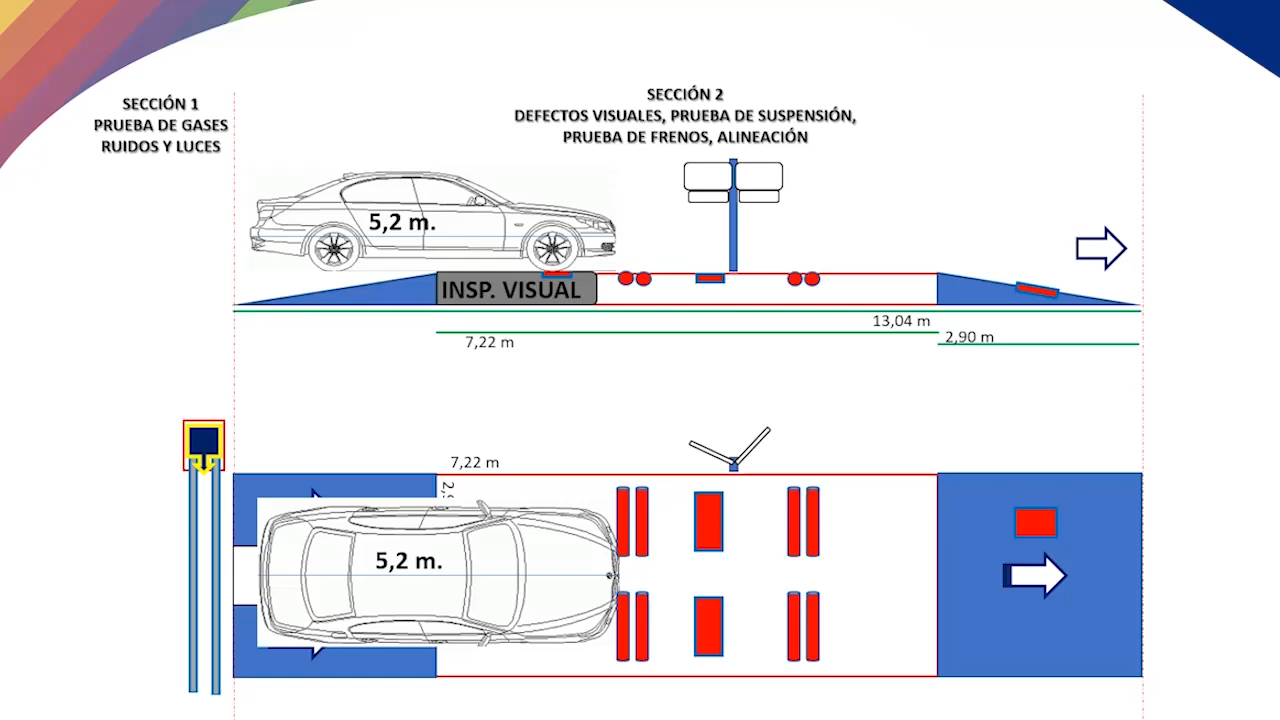 SECCIÓN 1
PRUEBA DE GASES
RUIDOS Y LUCES
SECCIÓN 2
DEFECTOS VISUALES, PRUEBA DE SUSPENSIÓN,
PRUEBA DE FRENOS, ALINEACIÓN
5,2 m.
INSP. VISUAL
13,04 m
7,22 m
2,90 m
7,22 m
5,2 m.